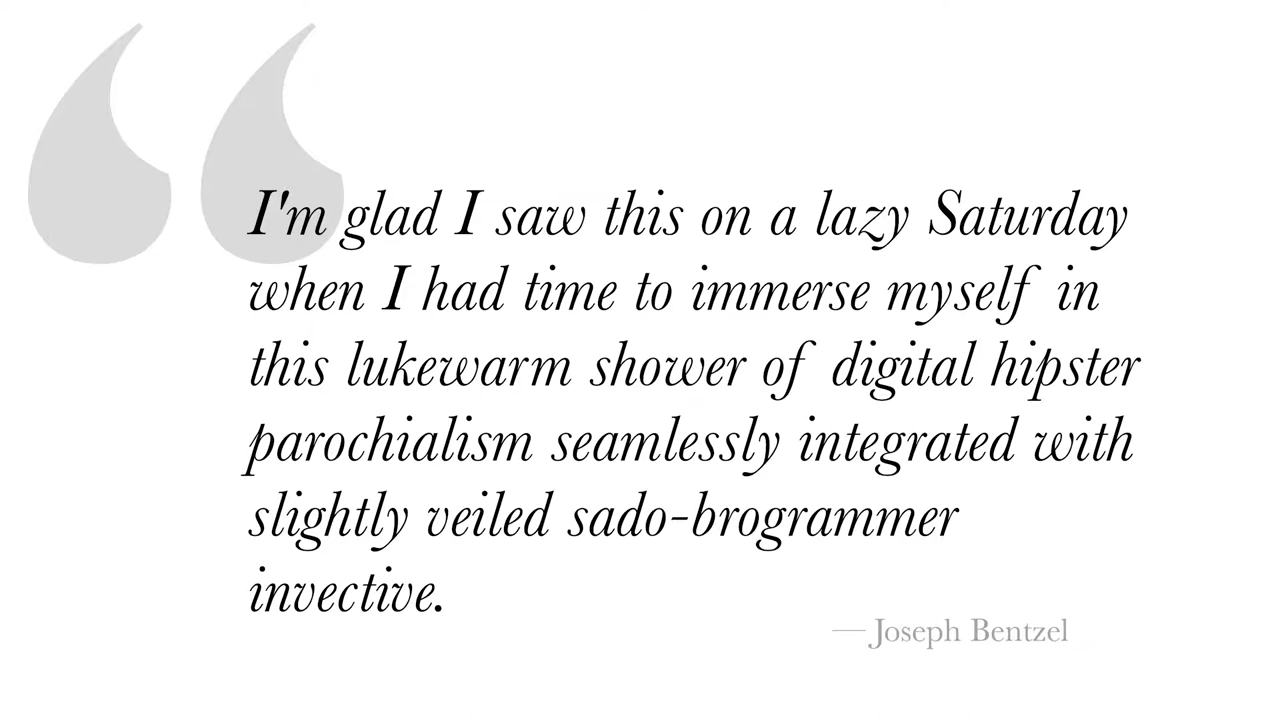 I'm glad I saw this on a lazy Saturday
when I had time to immerse myself in
this lukewarm shower of digital hipster
parochialism seamlessly integrated with
slightly veiled sado-brogrammer
invective.
— Joseph Bentzel